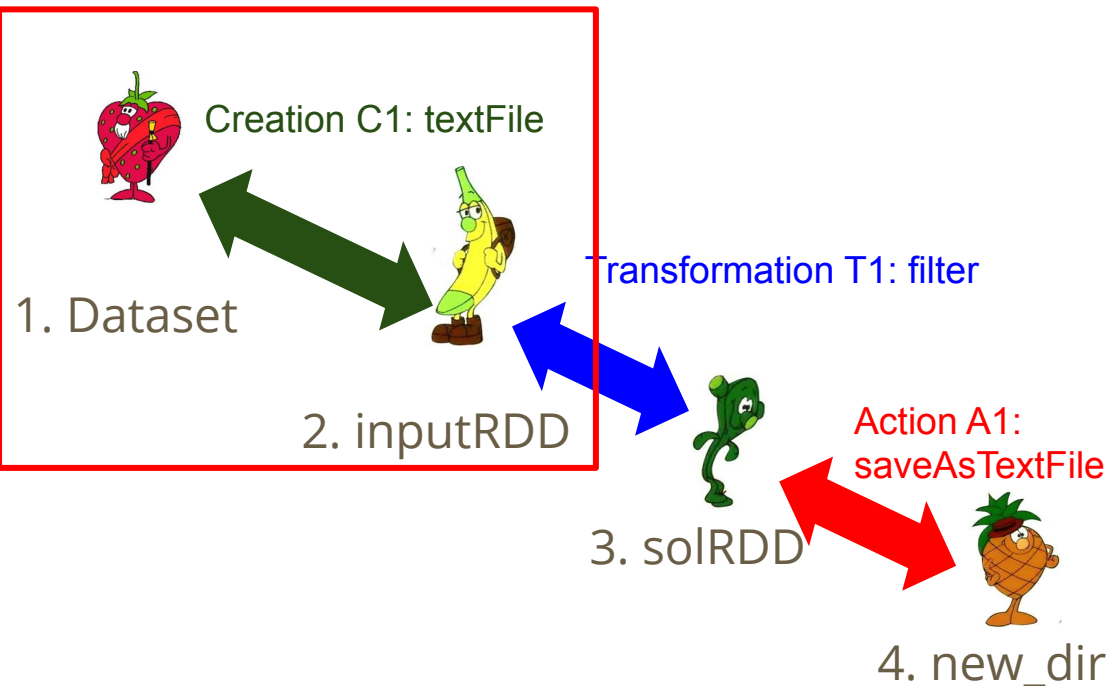 Creation C1: textFile
1. Dataset
Transformation T1: filter
2. inputRDD
Action A1:
saveAsTextFile
3. solRDD
4. new_dir